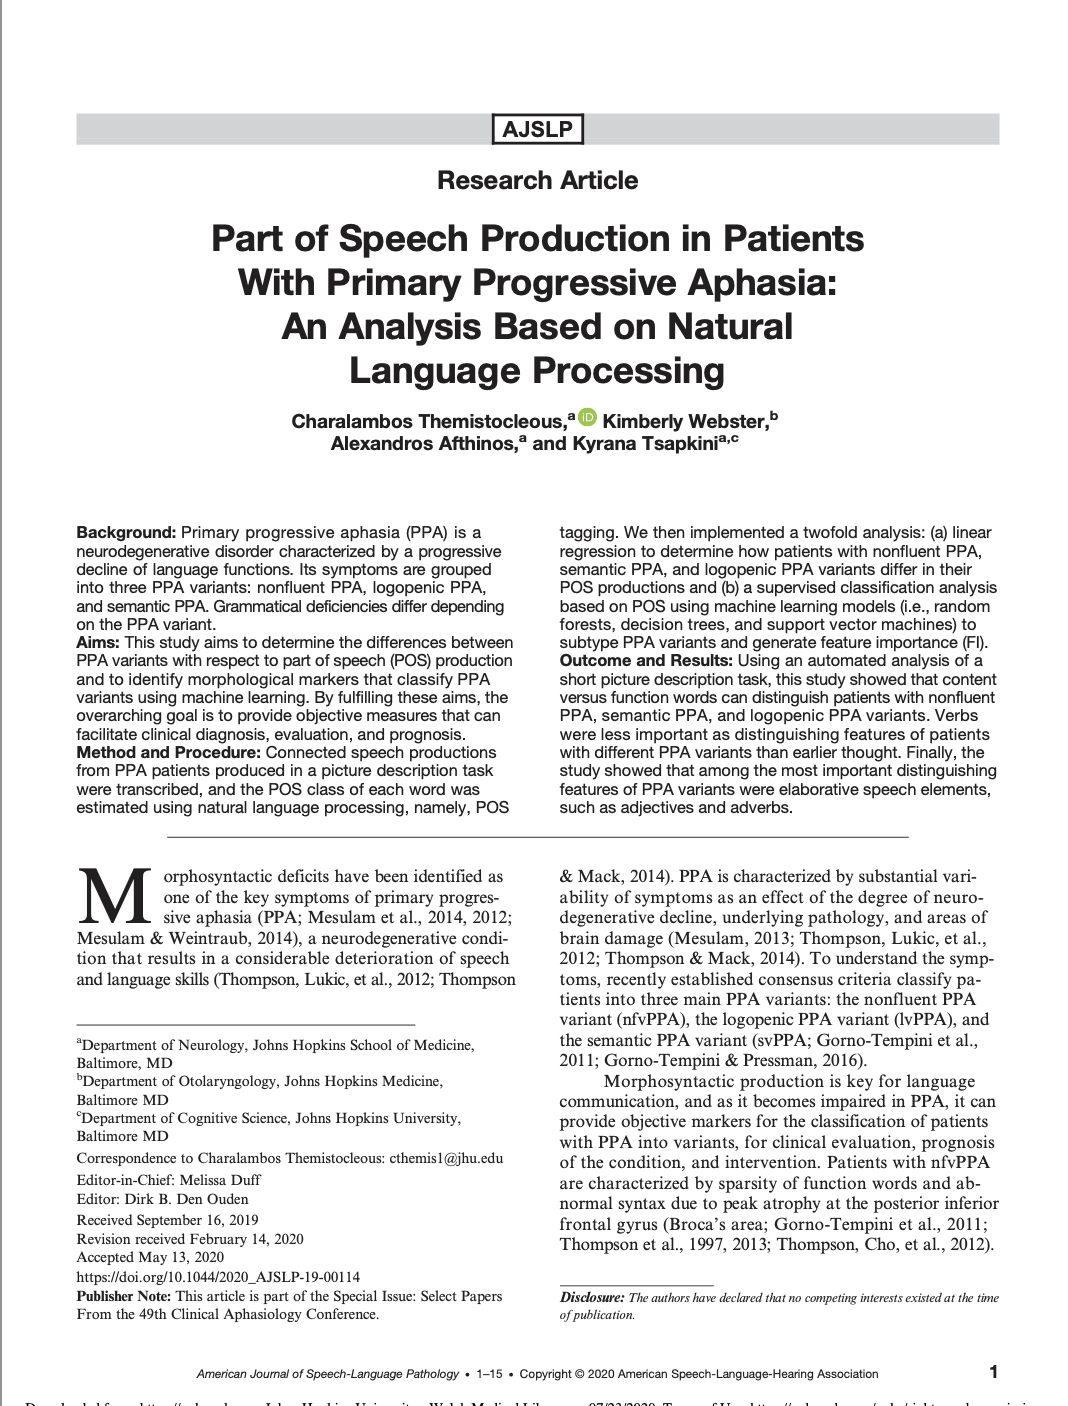 AJSLP
Research Article
Part of Speech Production in Patients
With Primary Progressive Aphasia:
An Analysis Based on Natural
Language Processing
Charalambos Themistocleous,a iD Kimberly Webster,b
Alexandros Afthinos,a and Kyrana Tsapkinia,c
Background: Primary progressive aphasia (PPA) is a
neurodegenerative disorder characterized by a progressive
decline of language functions. Its symptoms are grouped
into three PPA variants: nonfluent PPA, logopenic PPA,
and semantic PPA. Grammatical deficiencies differ depending
on the PPA variant.
Aims: This study aims to determine the differences between
PPA variants with respect to part of speech (POS) production
and to identify morphological markers that classify PPA
variants using machine learning. By fulfilling these aims, the
overarching goal is to provide objective measures that can
facilitate clinical diagnosis, evaluation, and prognosis.
Method and Procedure: Connected speech productions
from PPA patients produced in a picture description task
were transcribed, and the POS class of each word was
estimated using natural language processing, namely, POS
tagging. We then implemented a twofold analysis: (a) linear
regression to determine how patients with nonfluent PPA,
semantic PPA, and logopenic PPA variants differ in their
POS productions and (b) a supervised classification analysis
based on POS using machine learning models (i.e., random
forests, decision trees, and support vector machines) to
subtype PPA variants and generate feature importance (FI).
Outcome and Results: Using an automated analysis of a
short picture description task, this study showed that content
versus function words can distinguish patients with nonfluent
PPA, semantic PPA, and logopenic PPA variants. Verbs
were less important as distinguishing features of patients
with different PPA variants than earlier thought. Finally, the
study showed that among the most important distinguishing
features of PPA variants were elaborative speech elements,
such as adjectives and adverbs.
Morphosyntactic deficits have been identified as
one of the key symptoms of primary progres-
sive aphasia (PPA; Mesulam et al., 2014, 2012;
Mesulam & Weintraub, 2014), a neurodegenerative condi-
tion that results in a considerable deterioration of speech
and language skills (Thompson, Lukic, et al., 2012; Thompson
& Mack, 2014). PPA is characterized by substantial vari-
ability of symptoms as an effect of the degree of neuro-
degenerative decline, underlying pathology, and areas of
brain damage (Mesulam, 2013; Thompson, Lukic, et al.,
2012; Thompson & Mack, 2014). To understand the symp-
toms, recently established consensus criteria classify pa-
tients into three main PPA variants: the nonfluent PPA
variant (nfvPPA), the logopenic PPA variant (lvPPA), and
the semantic PPA variant (svPPA; Gorno-Tempini et al.,
2011; Gorno-Tempini & Pressman, 2016).
Morphosyntactic production is key for language
communication, and as it becomes impaired in PPA, it can
provide objective markers for the classification of patients
with PPA into variants, for clinical evaluation, prognosis
of the condition, and intervention. Patients with nfvPPA
are characterized by sparsity of function words and ab-
normal syntax due to peak atrophy at the posterior inferior
frontal gyrus (Broca's area; Gorno-Tempini et al., 2011;
Thompson et al., 1997, 2013; Thompson, Cho, et al., 2012).
aDepartment of Neurology, Johns Hopkins School of Medicine,
Baltimore, MD
bDepartment of Otolaryngology, Johns Hopkins Medicine,
Baltimore MD
cDepartment of Cognitive Science, Johns Hopkins University,
Baltimore MD
Correspondence to Charalambos Themistocleous: cthemis1@jhu.edu
Editor-in-Chief: Melissa Duff
Editor: Dirk B. Den Ouden
Received September 16, 2019
Revision received February 14, 2020
Accepted May 13, 2020
https://doi.org/10.1044/2020_AJSLP-19-00114
Publisher Note: This article is part of the Special Issue: Select Papers
From the 49th Clinical Aphasiology Conference.
Disclosure: The authors have declared that no competing interests existed at the time
of publication.
American Journal of Speech-Language Pathology • 1–15 • Copyright © 2020 American Speech-Language-Hearing Association 1